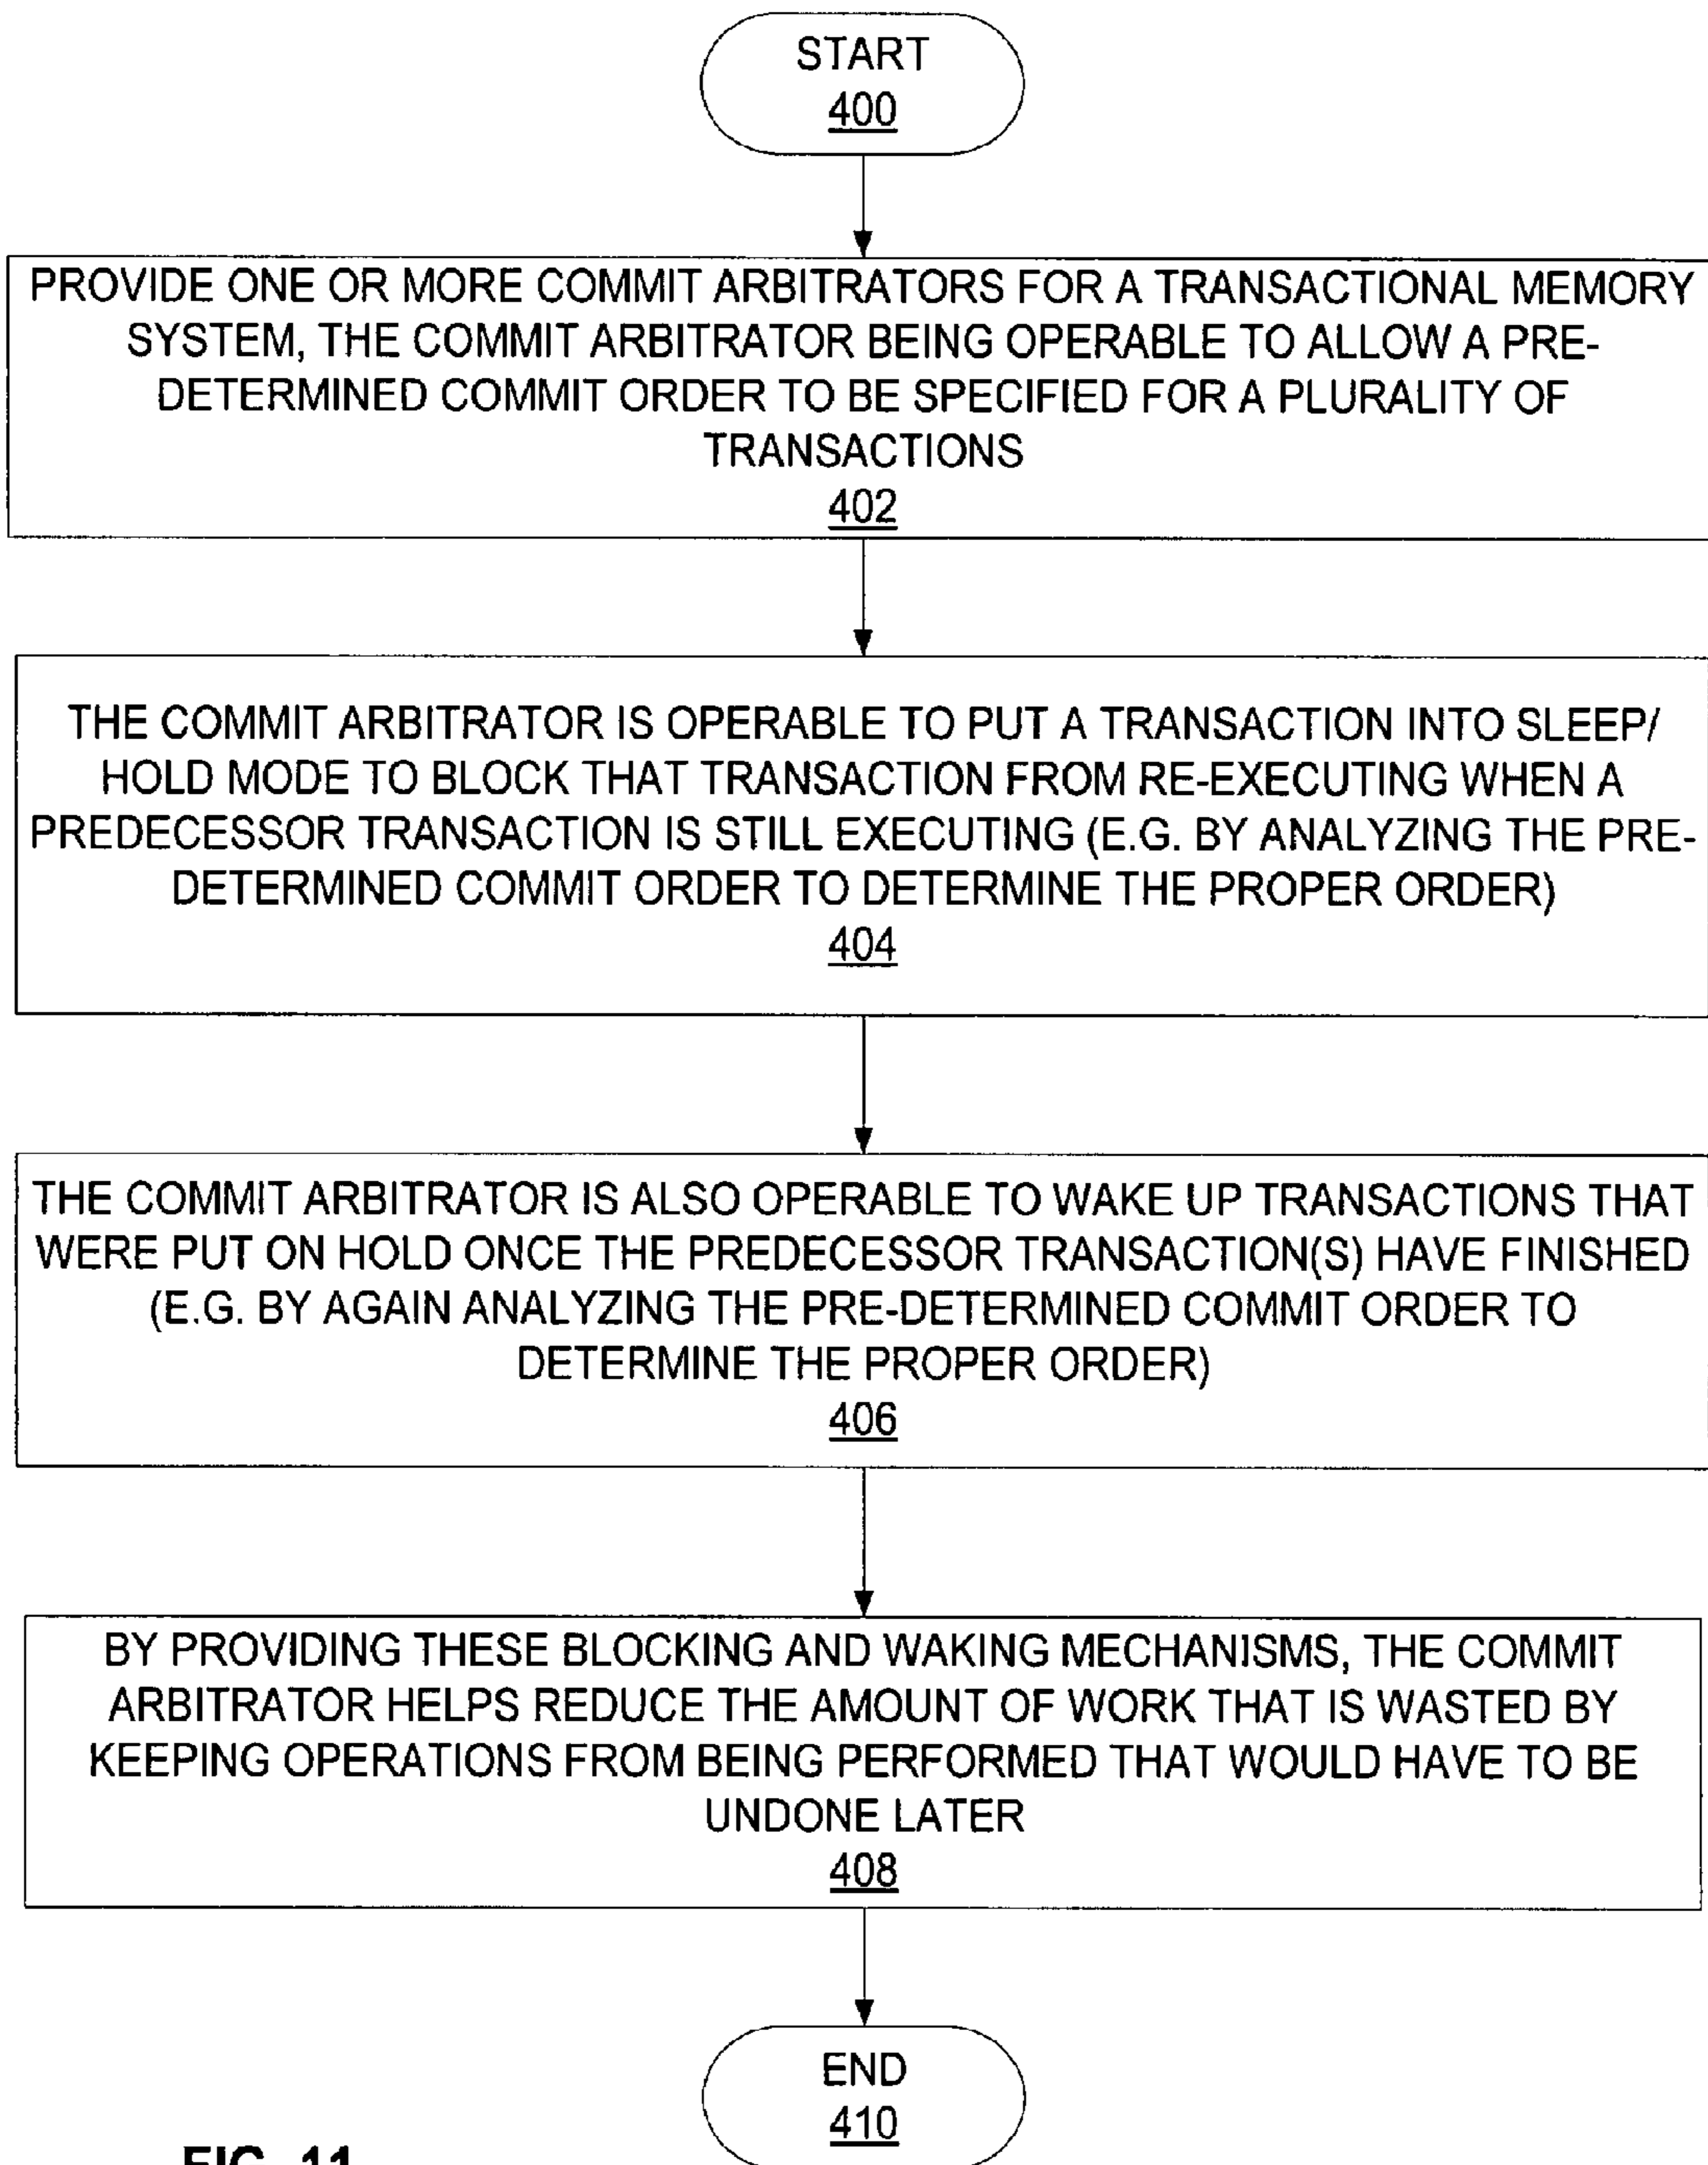 START
400
PROVIDE ONE OR MORE COMMIT ARBITRATORS FOR A TRANSACTIONAL MEMORY
SYSTEM, THE COMMIT ARBITRATOR BEING OPERABLE TO ALLOW A PRE-
DETERMINED COMMIT ORDER TO BE SPECIFIED FOR A PLURALITY OF
TRANSACTIONS
402
THE COMMIT ARBITRATOR IS OPERABLE TO PUT A TRANSACTION INTO SLEEP/
HOLD MODE TO BLOCK THAT TRANSACTION FROM RE-EXECUTING WHEN A
PREDECESSOR TRANSACTION IS STILL EXECUTING (E.G. BY ANALYZING THE PRE-
DETERMINED COMMIT ORDER TO DETERMINE THE PROPER ORDER)
404
THE COMMIT ARBITRATOR IS ALSO OPERABLE TO WAKE UP TRANSACTIONS THAT
WERE PUT ON HOLD ONCE THE PREDECESSOR TRANSACTION(S) HAVE FINISHED
(E.G. BY AGAIN ANALYZING THE PRE-DETERMINED COMMIT ORDER TO
DETERMINE THE PROPER ORDER)
406
BY PROVIDING THESE BLOCKING AND WAKING MECHANISMS, THE COMMIT
ARBITRATOR HELPS REDUCE THE AMOUNT OF WORK THAT IS WASTED BY
KEEPING OPERATIONS FROM BEING PERFORMED THAT WOULD HAVE TO BE
UNDONE LATER
408
END
410
FIG. 11